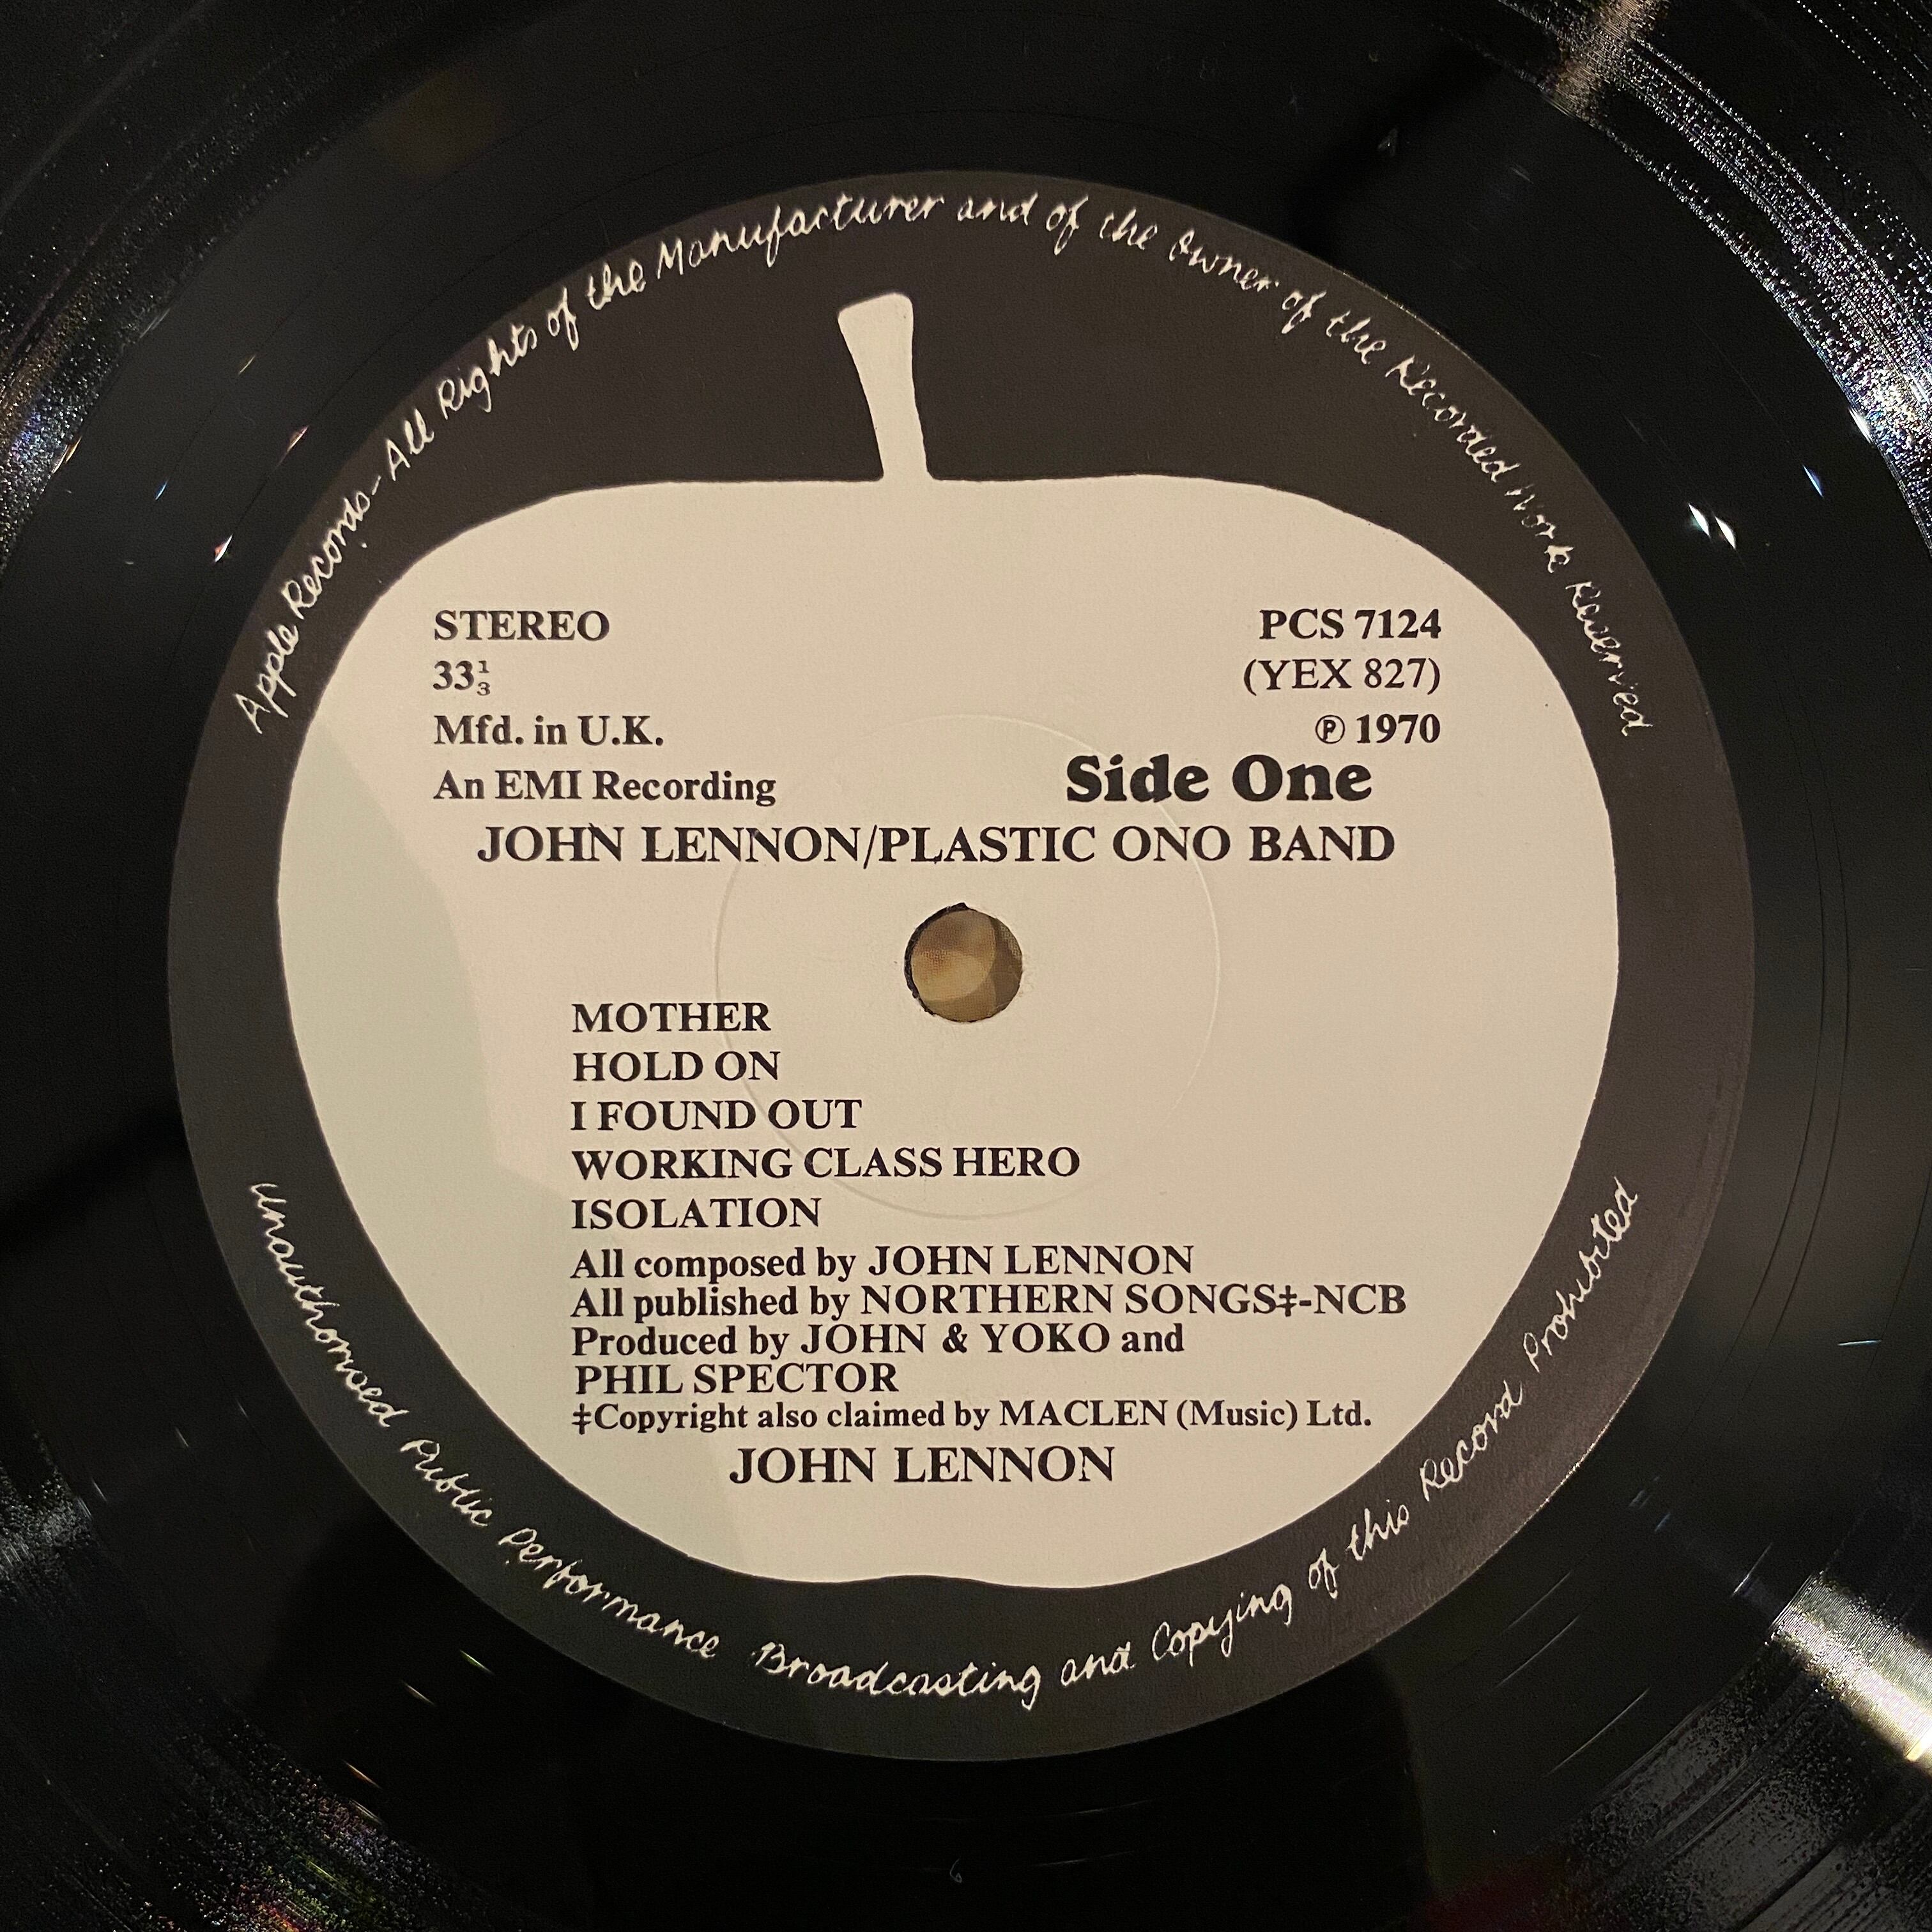 Apple Records - All Rights of the Manufacturer and of the Owner of the Recorded Work Reserved
STEREO
PCS 7124
33⅓
(YEX 827)
Mfd. in U.K.
℗ 1970
An EMI Recording
Side One
JOHN LENNON/PLASTIC ONO BAND
MOTHER
HOLD ON
I FOUND OUT
WORKING CLASS HERO
ISOLATION
All composed by JOHN LENNON
All published by NORTHERN SONGS‡-NCB
Produced by JOHN & YOKO and
PHIL SPECTOR
‡Copyright also claimed by MACLEN (Music) Ltd.
JOHN LENNON
Unauthorised Public Performance Broadcasting and Copying of this Record Prohibited
6